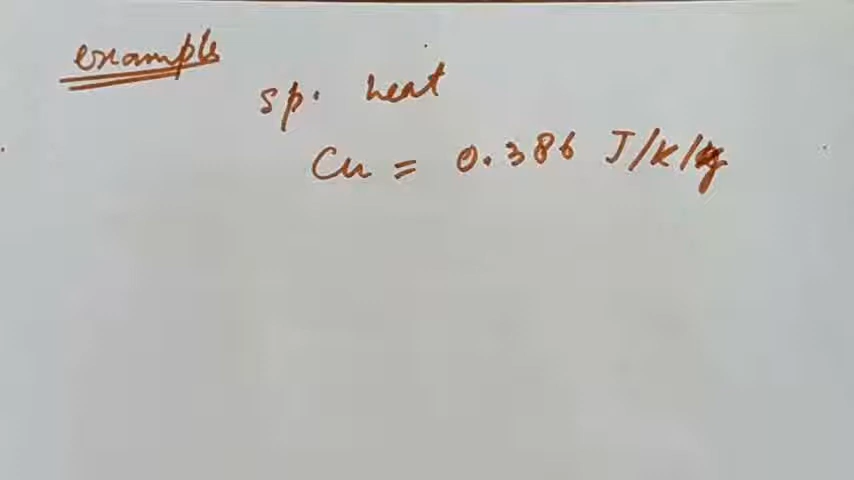 example
sp. heat
Cu = 0.386 J/K/g